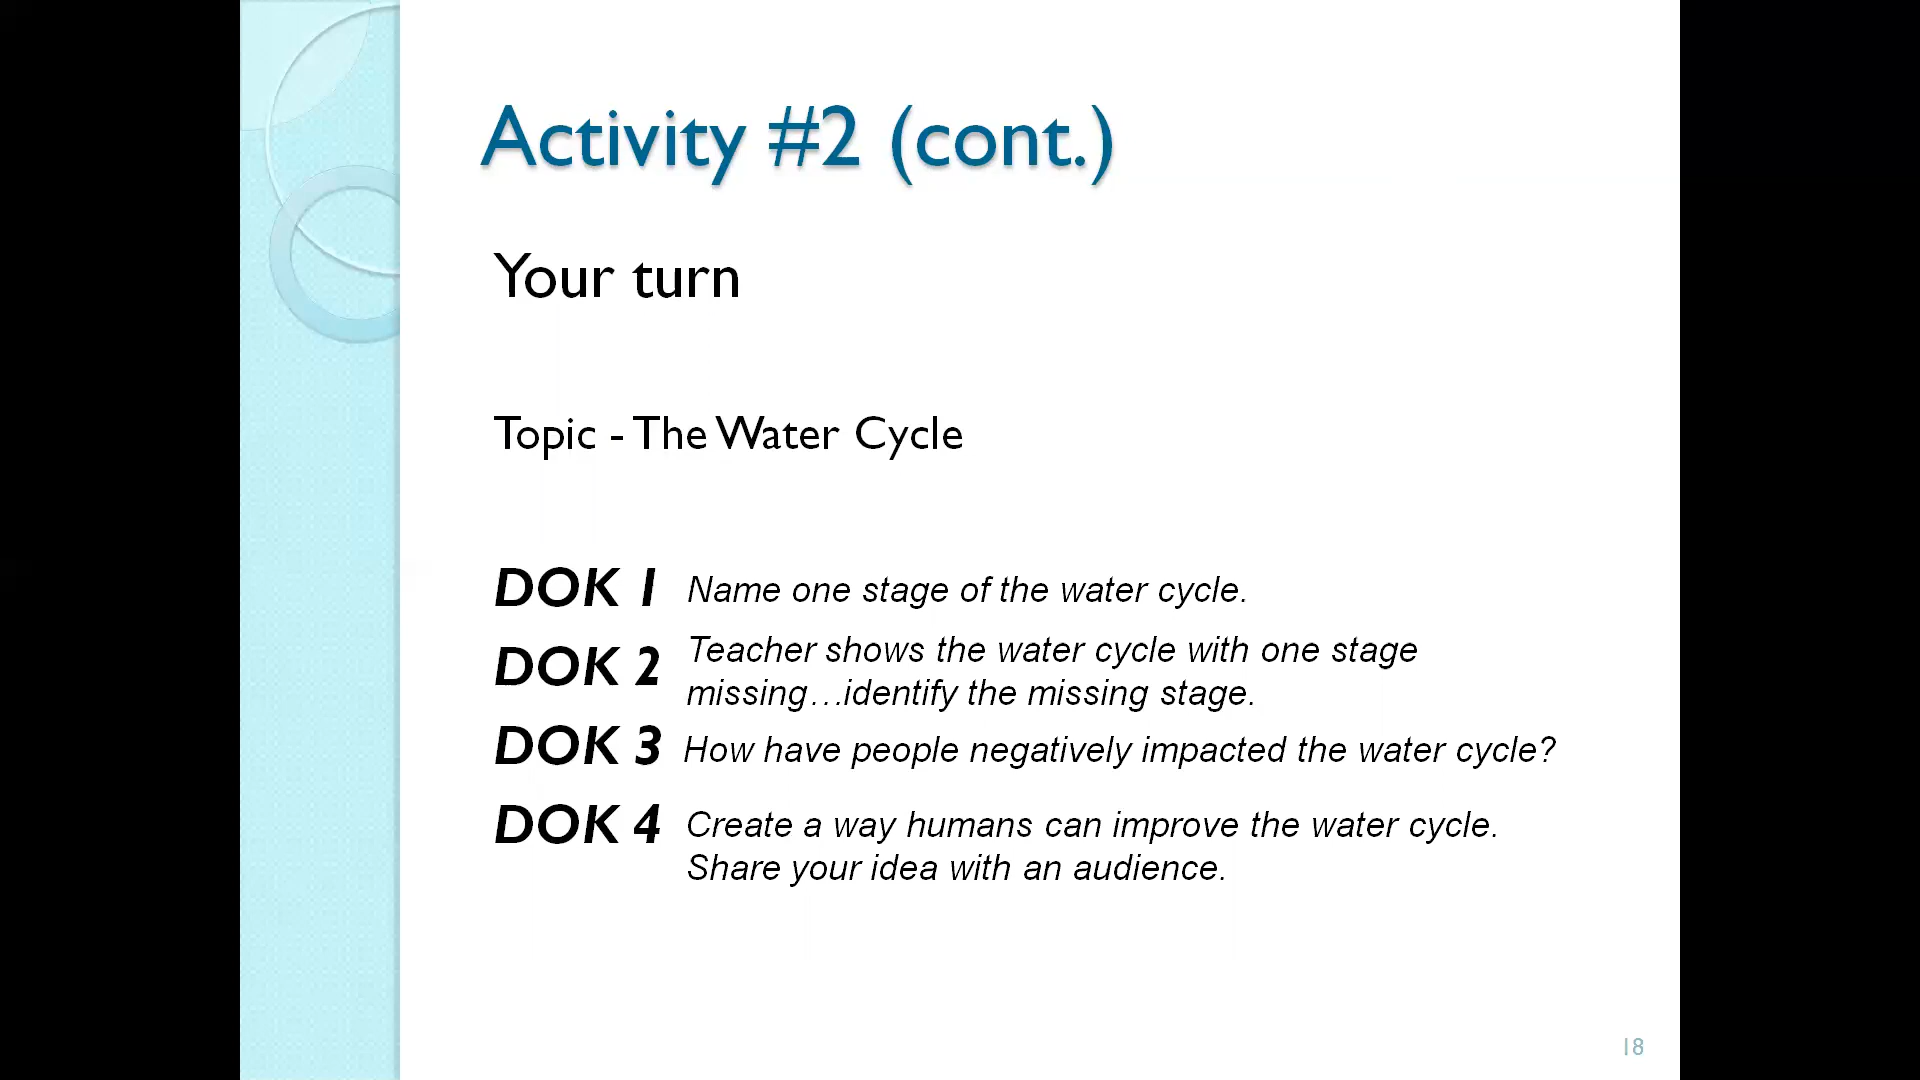 Activity #2 (cont.)
Your turn
Topic - The Water Cycle
DOK 1 Name one stage of the water cycle.
DOK 2 Teacher shows the water cycle with one stage
missing…identify the missing stage.
DOK 3 How have people negatively impacted the water cycle?
DOK 4 Create a way humans can improve the water cycle.
Share your idea with an audience.
18